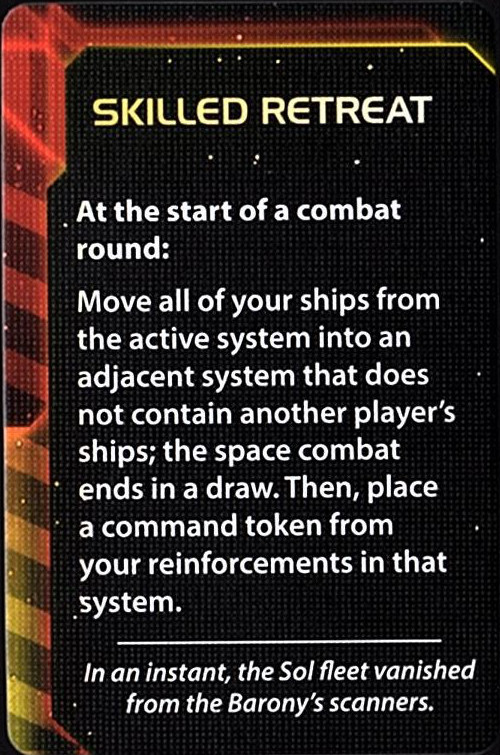 SKILLED RETREAT
At the start of a combat
round:
Move all of your ships from
the active system into an
adjacent system that does
not contain another player's
ships; the space combat
ends in a draw. Then, place
a command token from
your reinforcements in that
system.
In an instant, the Sol fleet vanished
from the Barony's scanners.